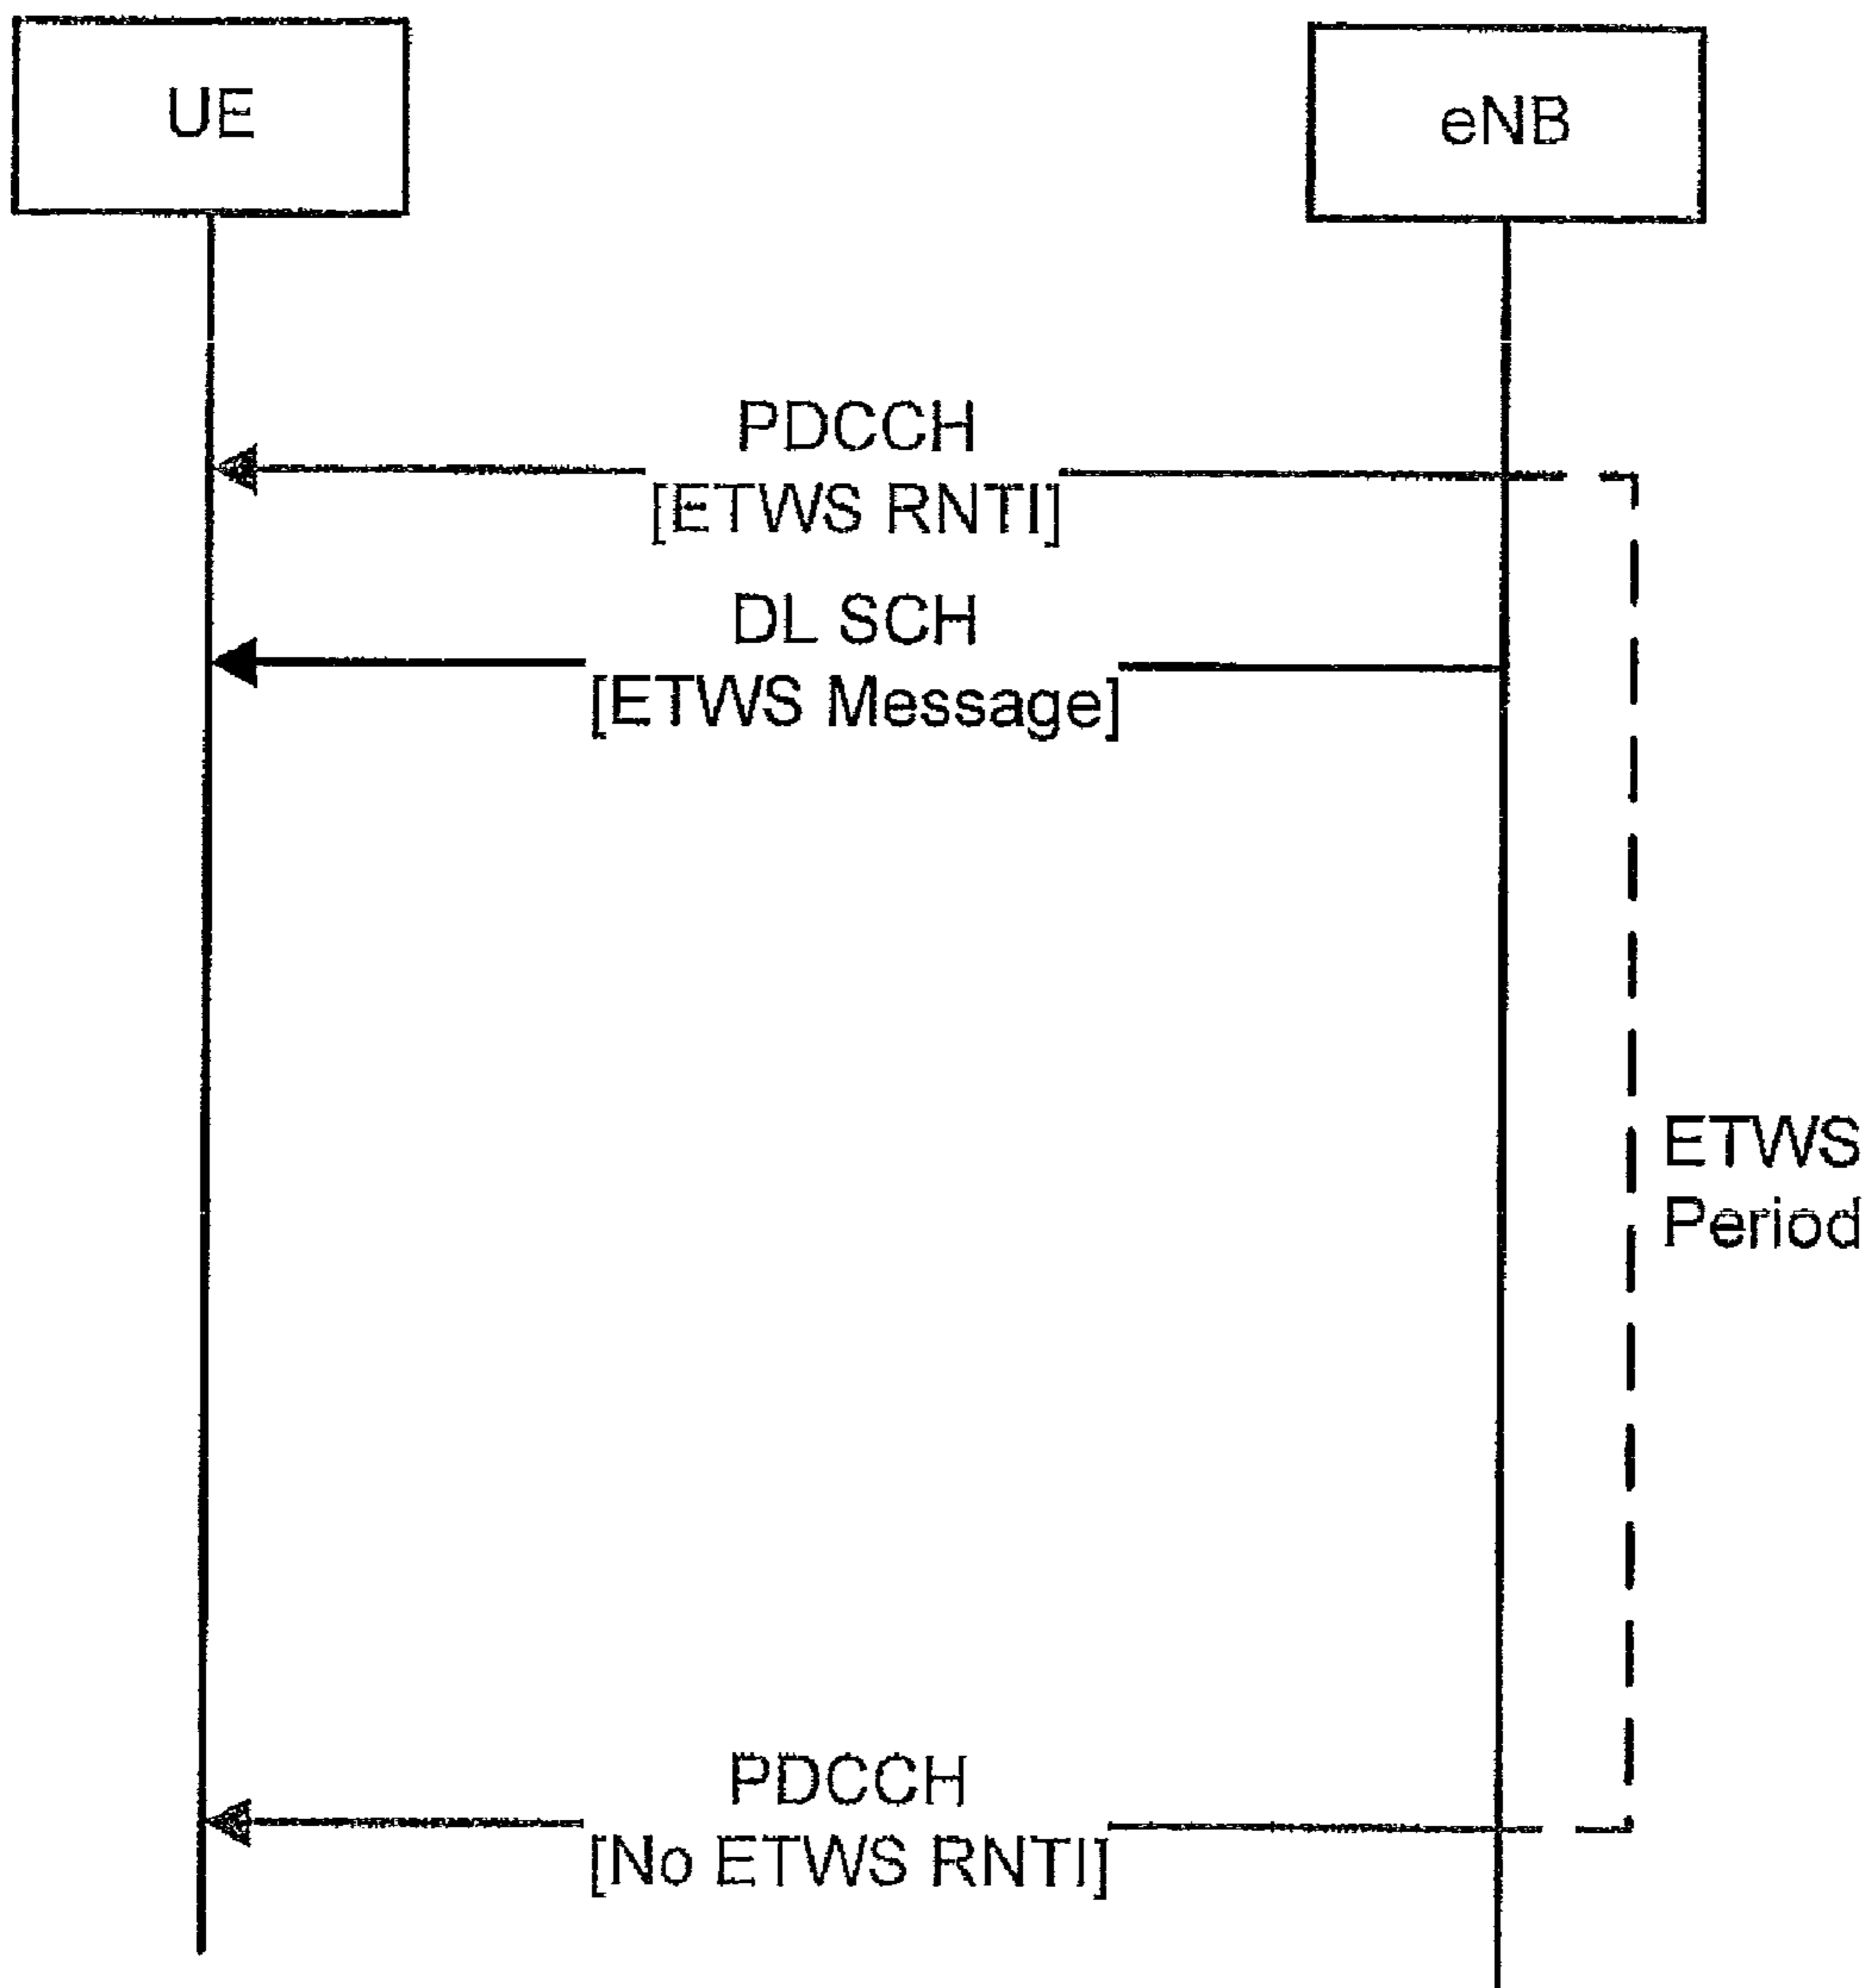 UE
eNB
PDCCH
[ETWS RNTI]
DL SCH
[ETWS Message]
ETWS
Period
PDCCH
[No ETWS RNTI]